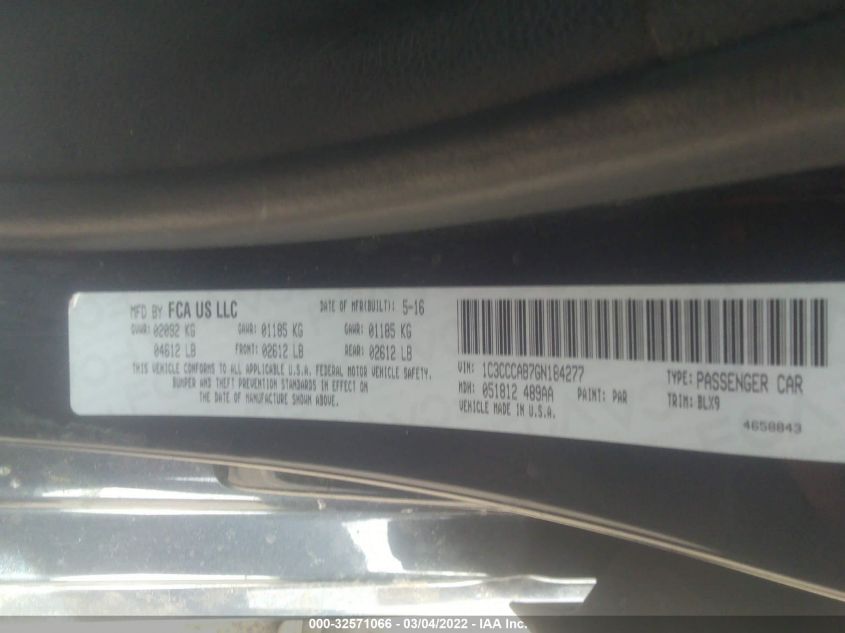 MFD BY FCA US LLC DATE OF MFR(BUILT): 5-16
GVWR: 02092 KG GAWR: 01185 KG GAWR: 01185 KG
04612 LB FRONT: 02612 LB REAR: 02612 LB
THIS VEHICLE CONFORMS TO ALL APPLICABLE U.S.A. FEDERAL MOTOR VEHICLE SAFETY,
BUMPER AND THEFT PREVENTION STANDARDS IN EFFECT ON
THE DATE OF MANUFACTURE SHOWN ABOVE.
VIN: 1C3CCCAB7GN184277 TYPE: PASSENGER CAR
MDH: 051812 489AA PAINT: PAR TRIM: BLX9
VEHICLE MADE IN U.S.A.
4658843
000-32571066 - 03/04/2022 - IAA Inc.